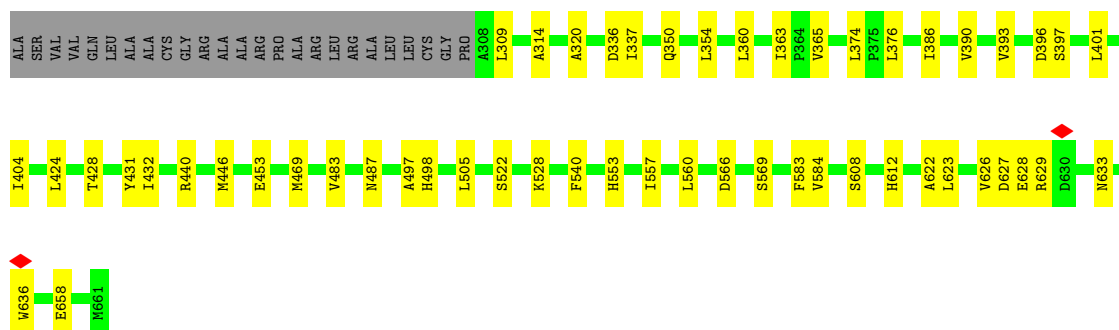 ALA SER VAL VAL GLN LEU ALA ALA CYS GLY ARG ALA ALA ALA ARG PRO ALA ARG LEU ARG ALA LEU LEU CYS GLY PRO A308 L309 A314 A320 D336 I337 Q350 L354 L360 I363 P364 V365 L374 P375 L376 I386 V390 V393 D396 S397 L401
I404 L424 T428 Y431 I432 R440 M446 E453 M469 V483 N487 A497 H498 L505 S522 K528 F540 H553 I557 L560 D566 S569 F583 V584 S608 H612 A622 L623 V626 D627 E628 R629 D630 N633
W636 E658 M661